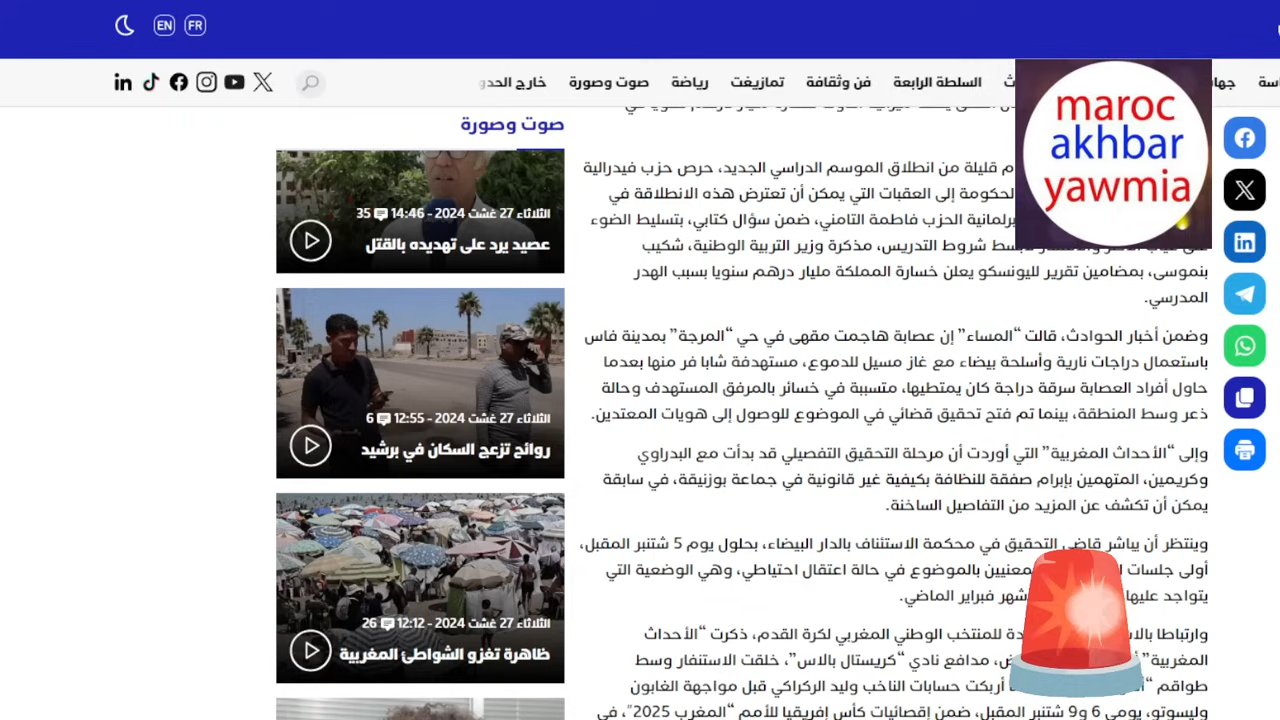 EN FR
خارج الحدو صوت وصورة رياضة تمازيغت فن وثقافة السلطة الرابعة
maroc
akhbar
yawmia
صوت وصورة
الثلاثاء 27 غشت 2024 - 14:46 35
عصيد يرد على تهديده بالقتل
الثلاثاء 27 غشت 2024 - 12:55 6
روائح تزعج السكان في برشيد
الثلاثاء 27 غشت 2024 - 12:12 26
ظاهرة تغزو الشواطئ المغربية
قليلة من انطلاق الموسم الدراسي الجديد، حرص حزب فيدرالية
لحكومة إلى العقبات التي يمكن أن تعترض هذه الانطلاقة في
برلمانية الحزب فاطمة التامني، ضمن سؤال كتابي، بتسليط الضوء
بسط شروط التدريس، مذكرة وزير التربية الوطنية، شكيب
بنموسى، بمضامين تقرير لليونسكو يعلن خسارة المملكة مليار درهم سنويا بسبب الهدر
المدرسي.
وضمن أخبار الحوادث، قالت “المساء” إن عصابة هاجمت مقهى في حي “المرجة” بمدينة فاس
باستعمال دراجات نارية وأسلحة بيضاء مع غاز مسيل للدموع، مستهدفة شابا فر منها بعدما
حاول أفراد العصابة سرقة دراجة كان يمتطيها، متسببة في خسائر بالمرفق المستهدف وحالة
ذعر وسط المنطقة، بينما تم فتح تحقيق قضائي في الموضوع للوصول إلى هويات المعتدين.
وإلى “الأحداث المغربية” التي أوردت أن مرحلة التحقيق التفصيلي قد بدأت مع البدراوي
وكريمين، المتهمين بإبرام صفقة للنظافة بكيفية غير قانونية في جماعة بوزنيقة، في سابقة
يمكن أن تكشف عن المزيد من التفاصيل الساخنة.
وينتظر أن يباشر قاضي التحقيق في محكمة الاستئناف بالدار البيضاء، بحلول يوم 5 شتنبر المقبل،
أولى جلسات معنيين بالموضوع في حالة اعتقال احتياطي، وهي الوضعية التي
يتواجد عليها شهر فبراير الماضي.
وارتباطا للمنتخب الوطني المغربي لكرة القدم، ذكرت “الأحداث
المغربية” مدافع نادي “كريستال بالاس”، خلقت الاستنفار وسط
طواقم أربكت حسابات الناخب وليد الركراكي قبل مواجهة الغابون
وليسوتو، يومي 6 و9 شتنبر المقبل، ضمن إقصائيات كأس إفريقيا للأمم “المغرب 2025”، في